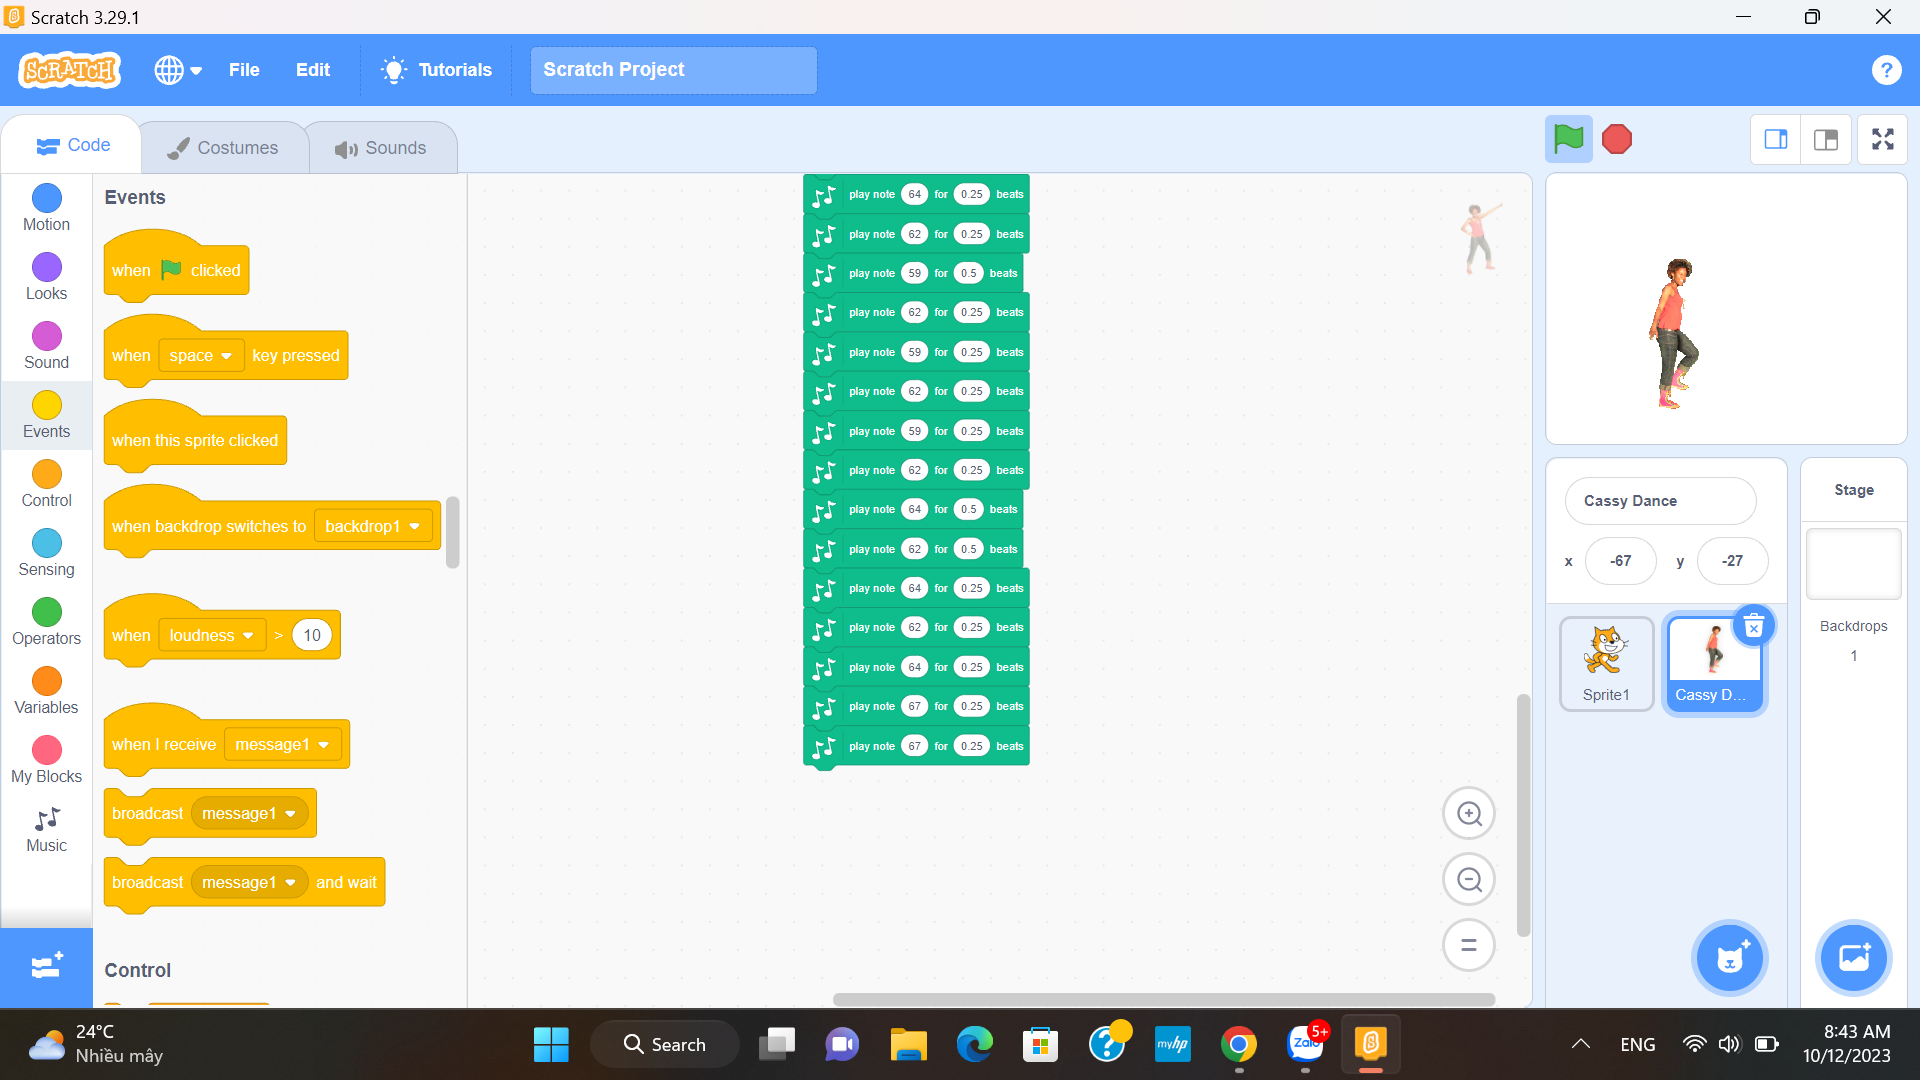 Scratch 3.29.1
SCRATCH File Edit Tutorials Scratch Project ?
Code Costumes Sounds
Motion
Looks
Sound
Events
Control
Sensing
Operators
Variables
My Blocks
Music
Events
when clicked
when space key pressed
when this sprite clicked
when backdrop switches to backdrop1
when loudness > 10
when I receive message1
broadcast message1
broadcast message1 and wait
Control
play note 64 for 0.25 beats
play note 62 for 0.25 beats
play note 59 for 0.5 beats
play note 62 for 0.25 beats
play note 59 for 0.25 beats
play note 62 for 0.25 beats
play note 59 for 0.25 beats
play note 62 for 0.25 beats
play note 64 for 0.5 beats
play note 62 for 0.5 beats
play note 64 for 0.25 beats
play note 62 for 0.25 beats
play note 64 for 0.25 beats
play note 67 for 0.25 beats
play note 67 for 0.25 beats
Cassy Dance
x -67 y -27
Sprite1
Cassy D...
Stage
Backdrops
1
24°C
Nhiều mây
Search
myhp
Zalo
5+
ENG
8:43 AM
10/12/2023